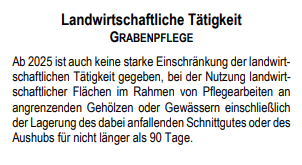 Landwirtschaftliche Tätigkeit
GRABENPFLEGE
Ab 2025 ist auch keine starke Einschränkung der landwirt-
schaftlichen Tätigkeit gegeben, bei der Nutzung landwirt-
schaftlicher Flächen im Rahmen von Pflegearbeiten an
angrenzenden Gehölzen oder Gewässern einschließlich
der Lagerung des dabei anfallenden Schnittgutes oder des
Aushubs für nicht länger als 90 Tage.